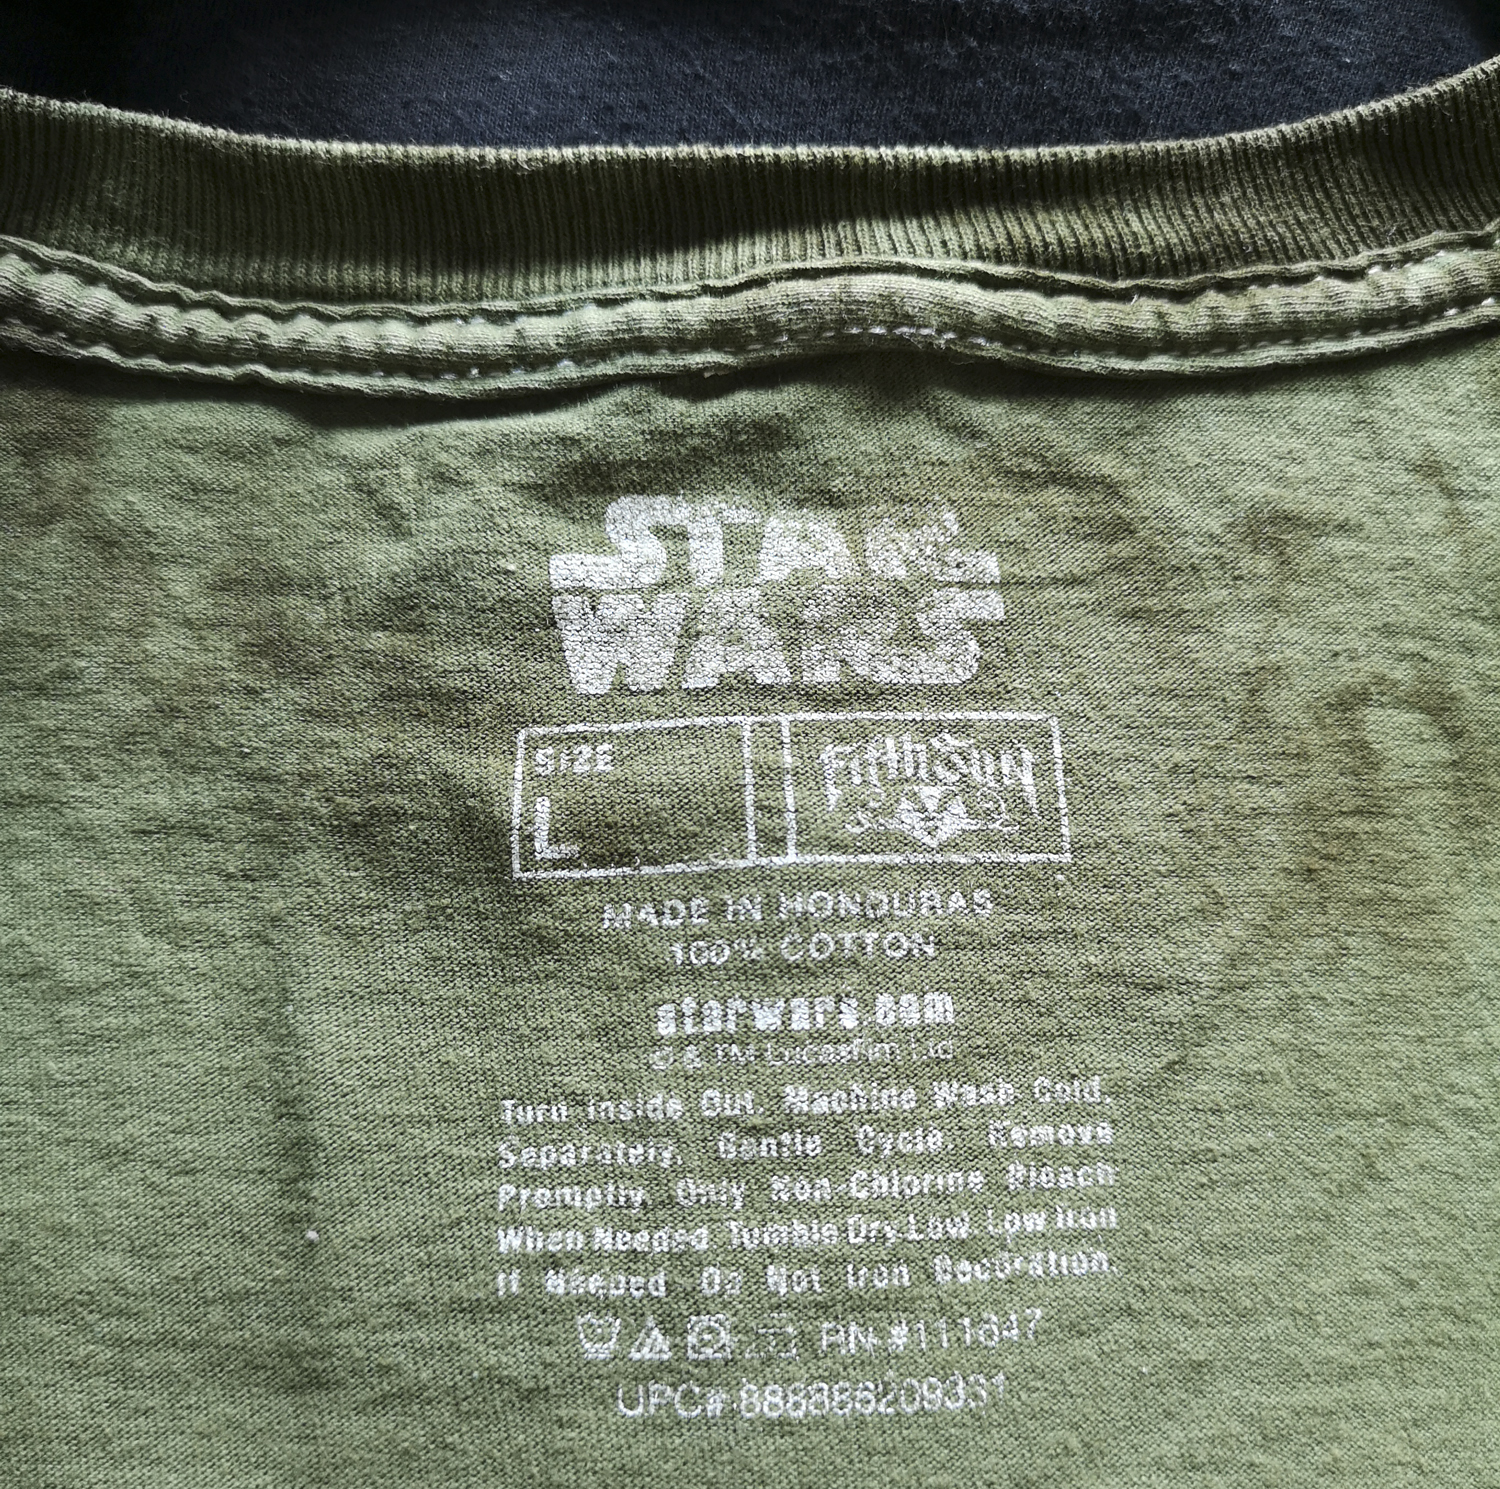 STAR
WARS
SIZE
L
Fifth Sun
MADE IN HONDURAS
100% COTTON
starwars.com
© & TM Lucasfilm Ltd
Turn Inside Out. Machine Wash Cold.
Separately. Gentle Cycle Remove
Promptly. Only Non-Chlorine Bleach
When Needed Tumble Dry Low Low Iron
If Needed Do Not Iron Decoration.
RN #111647
UPC#